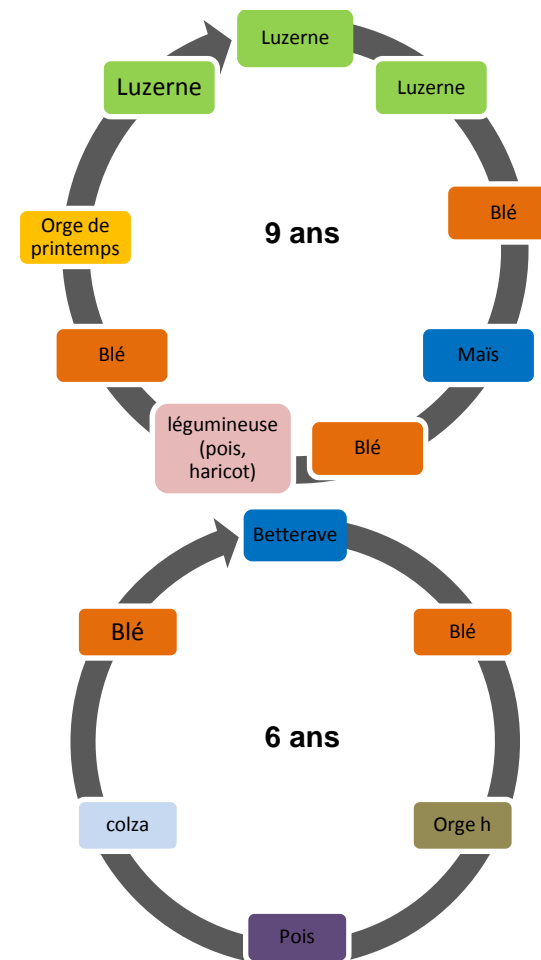 Luzerne
Luzerne
Blé
Maïs
Blé
légumineuse
(pois,
haricot)
Blé
Orge de
printemps
Luzerne
9 ans
Betterave
Blé
Orge h
Pois
colza
Blé
6 ans